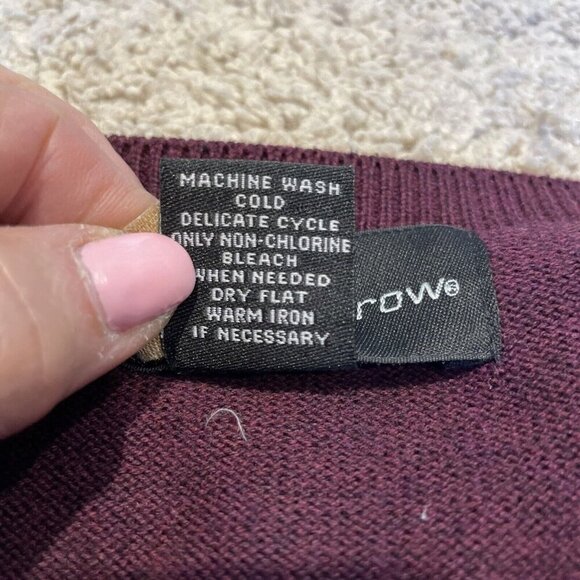 MACHINE WASH
COLD
DELICATE CYCLE
ONLY NON-CHLORINE
BLEACH
WHEN NEEDED
DRY FLAT
WARM IRON
IF NECESSARY
row®